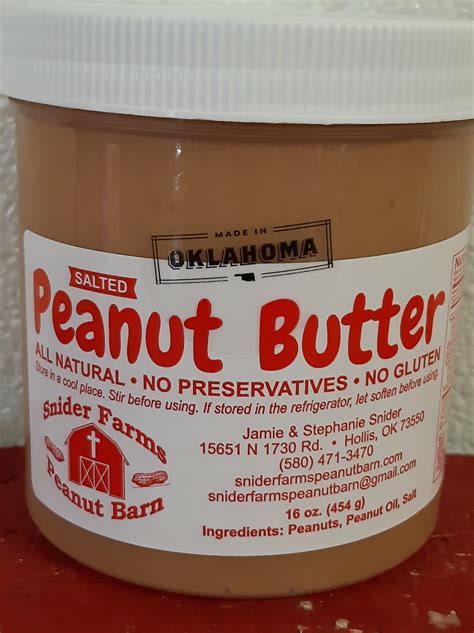 MADE IN
OKLAHOMA
SALTED
Peanut Butter
ALL NATURAL • NO PRESERVATIVES • NO GLUTEN
Store in a cool place. Stir before using. If stored in the refrigerator, let soften before using.
Snider Farms
Peanut Barn
Jamie & Stephanie Snider
15651 N 1730 Rd. • Hollis, OK 73550
(580) 471-3470
sniderfarmspeanutbarn.com
sniderfarmspeanutbarn@gmail.com
16 oz. (454 g)
Ingredients: Peanuts, Peanut Oil, Salt